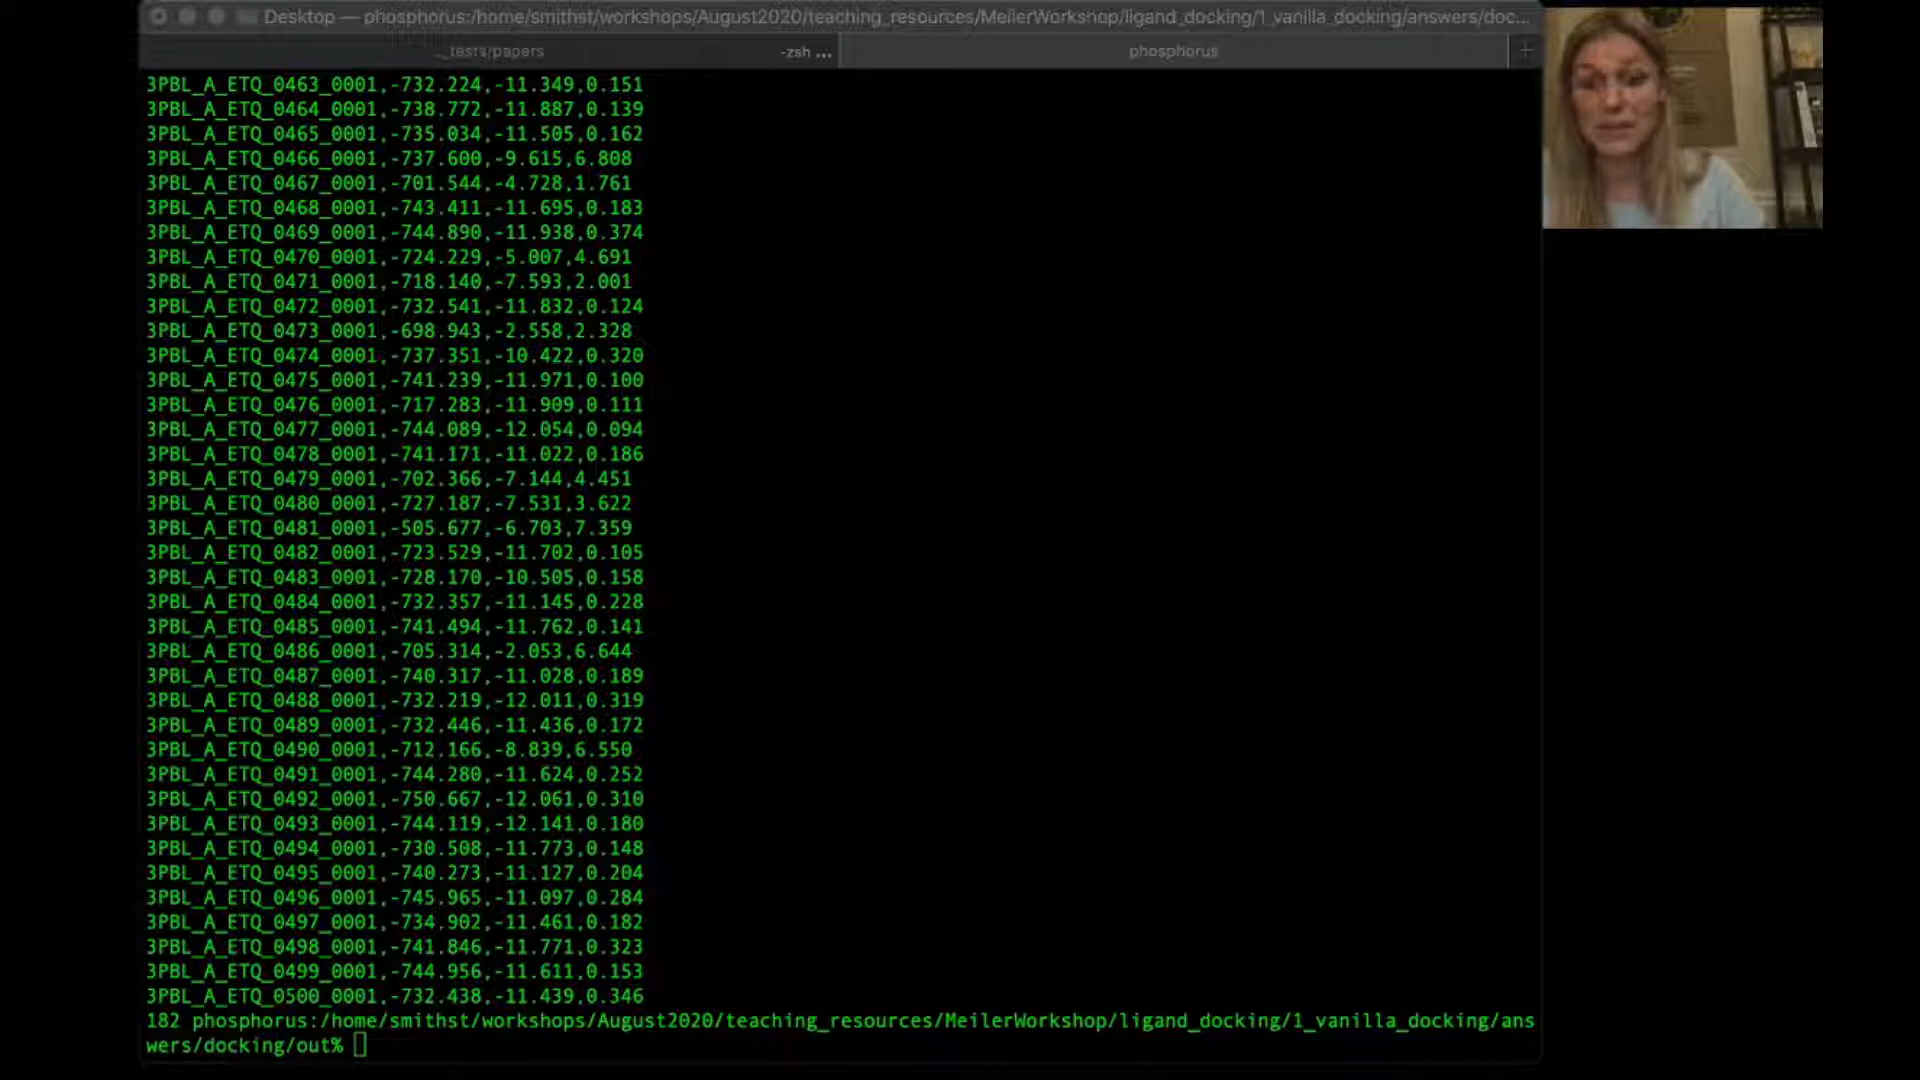 Desktop — phosphorus:/home/smithst/workshops/August2020/teaching_resources/MeilerWorkshop/ligand_docking/1_vanilla_docking/answers/doc...
_tests/papers
-zsh ...
phosphorus
+
3PBL_A_ETQ_0463_0001,-732.224,-11.349,0.151
3PBL_A_ETQ_0464_0001,-738.772,-11.887,0.139
3PBL_A_ETQ_0465_0001,-735.034,-11.505,0.162
3PBL_A_ETQ_0466_0001,-737.600,-9.615,6.808
3PBL_A_ETQ_0467_0001,-701.544,-4.728,1.761
3PBL_A_ETQ_0468_0001,-743.411,-11.695,0.183
3PBL_A_ETQ_0469_0001,-744.890,-11.938,0.374
3PBL_A_ETQ_0470_0001,-724.229,-5.007,4.691
3PBL_A_ETQ_0471_0001,-718.140,-7.593,2.001
3PBL_A_ETQ_0472_0001,-732.541,-11.832,0.124
3PBL_A_ETQ_0473_0001,-698.943,-2.558,2.328
3PBL_A_ETQ_0474_0001,-737.351,-10.422,0.320
3PBL_A_ETQ_0475_0001,-741.239,-11.971,0.100
3PBL_A_ETQ_0476_0001,-717.283,-11.909,0.111
3PBL_A_ETQ_0477_0001,-744.089,-12.054,0.094
3PBL_A_ETQ_0478_0001,-741.171,-11.022,0.186
3PBL_A_ETQ_0479_0001,-702.366,-7.144,4.451
3PBL_A_ETQ_0480_0001,-727.187,-7.531,3.622
3PBL_A_ETQ_0481_0001,-505.677,-6.703,7.359
3PBL_A_ETQ_0482_0001,-723.529,-11.702,0.105
3PBL_A_ETQ_0483_0001,-728.170,-10.505,0.158
3PBL_A_ETQ_0484_0001,-732.357,-11.145,0.228
3PBL_A_ETQ_0485_0001,-741.494,-11.762,0.141
3PBL_A_ETQ_0486_0001,-705.314,-2.053,6.644
3PBL_A_ETQ_0487_0001,-740.317,-11.028,0.189
3PBL_A_ETQ_0488_0001,-732.219,-12.011,0.319
3PBL_A_ETQ_0489_0001,-732.446,-11.436,0.172
3PBL_A_ETQ_0490_0001,-712.166,-8.839,6.550
3PBL_A_ETQ_0491_0001,-744.280,-11.624,0.252
3PBL_A_ETQ_0492_0001,-750.667,-12.061,0.310
3PBL_A_ETQ_0493_0001,-744.119,-12.141,0.180
3PBL_A_ETQ_0494_0001,-730.508,-11.773,0.148
3PBL_A_ETQ_0495_0001,-740.273,-11.127,0.204
3PBL_A_ETQ_0496_0001,-745.965,-11.097,0.284
3PBL_A_ETQ_0497_0001,-734.902,-11.461,0.182
3PBL_A_ETQ_0498_0001,-741.846,-11.771,0.323
3PBL_A_ETQ_0499_0001,-744.956,-11.611,0.153
3PBL_A_ETQ_0500_0001,-732.438,-11.439,0.346
182 phosphorus:/home/smithst/workshops/August2020/teaching_resources/MeilerWorkshop/ligand_docking/1_vanilla_docking/ans
wers/docking/out%